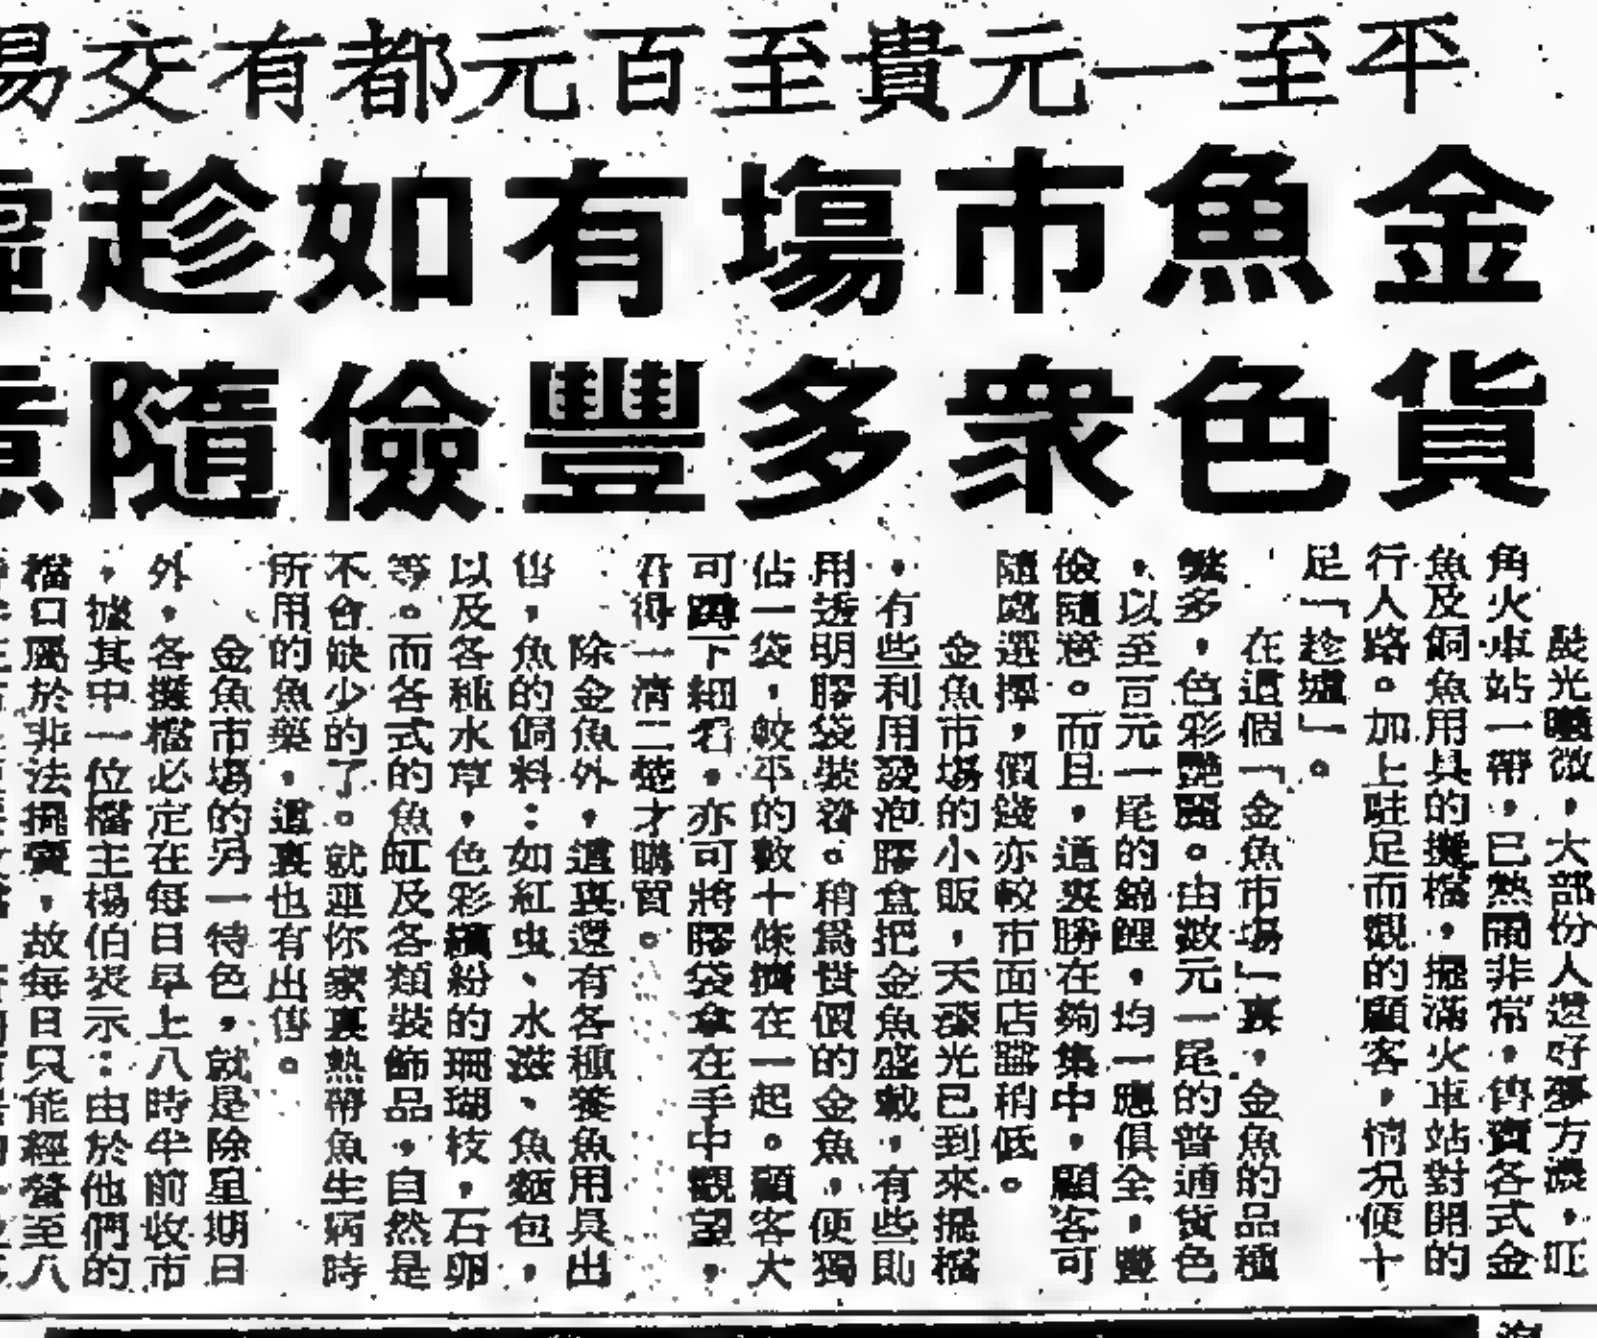 平至一元貴至百元都有交易
金魚市場有如趁墟
貨色衆多豐儉隨意
晨光曦微，大部份人還好夢方濃，旺
角火車站一帶，已熱鬧非常，售賣各式金
魚及飼魚用具的攤檔，擺滿火車站對開的
行人路。加上駐足而觀的顧客，情況便十
足「趁墟」。
在這個「金魚市場」裏，金魚的品種
繁多，色彩艷麗。由數元一尾的普通貨色
，以至百元一尾的錦鯉，均一應俱全，豐
儉隨意。而且，這裏勝在夠集中，顧客可
隨處選擇，價錢亦較市面店舖稍低。
金魚市場的小販，天濛光已到來擺檔
，有些利用發泡膠盒把金魚盛載，有些則
用透明膠袋裝着。稍爲貴價的金魚，便獨
佔一袋，較平的數十條擠在一起。顧客大
可蹲下細看，亦可將膠袋拿在手中觀望，
看得一清二楚才購買。
除金魚外，這裏還有各種養魚用具出
售，魚的飼料：如紅虫、水滋、魚麵包，
以及各種水草，色彩繽紛的珊瑚枝，石卵
等。而各式的魚缸及各類裝飾品，自然是
不會缺少的了。就連你家裏熱帶魚生病時
所用的魚藥，這裏也有出售。
金魚市場的另一特色，就是除星期日
外，各攤檔必定在每日早上八時半前收市
，據其中一位檔主楊伯表示：由於他們的
檔口屬於非法擺賣，故每日只能經營至八